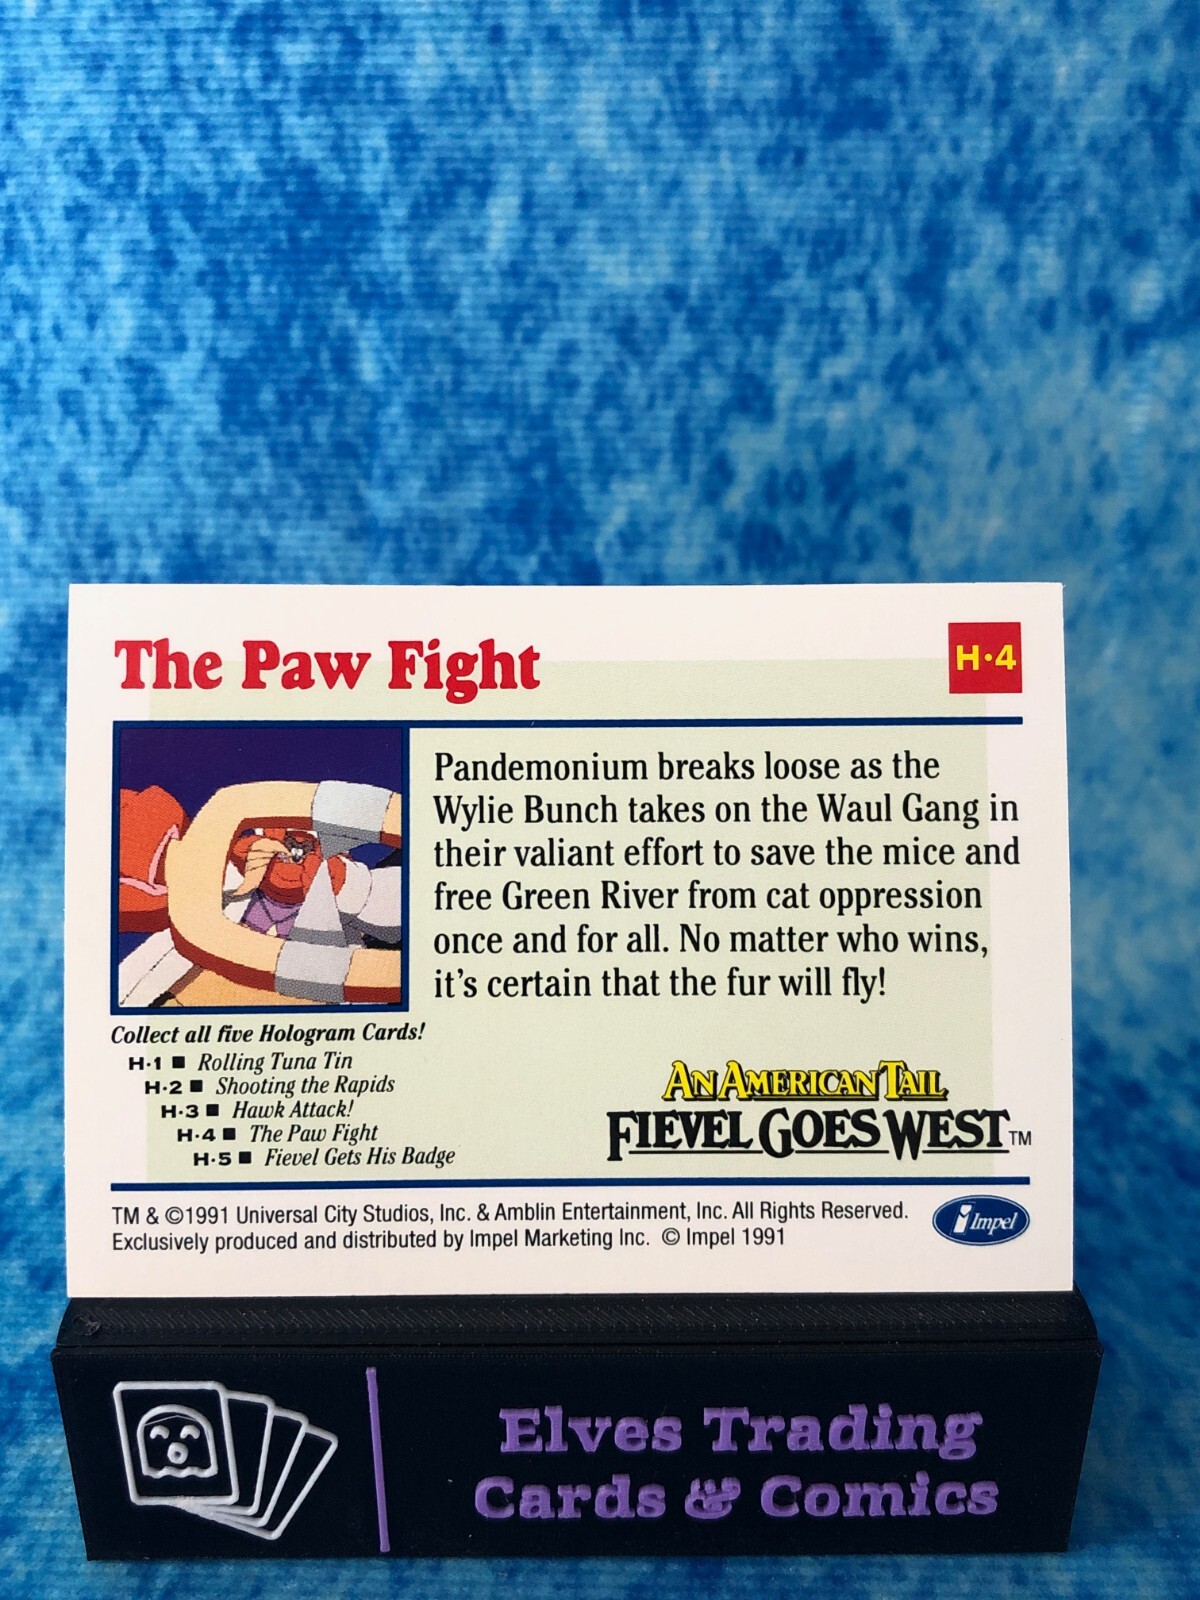 The Paw Fight
H·4
Pandemonium breaks loose as the
Wylie Bunch takes on the Waul Gang in
their valiant effort to save the mice and
free Green River from cat oppression
once and for all. No matter who wins,
it's certain that the fur will fly!
Collect all five Hologram Cards!
H·1 ■ Rolling Tuna Tin
H·2 ■ Shooting the Rapids
H·3 ■ Hawk Attack!
H·4 ■ The Paw Fight
H·5 ■ Fievel Gets His Badge
AN AMERICAN TAIL
FIEVEL GOES WEST™
TM & ©1991 Universal City Studios, Inc. & Amblin Entertainment, Inc. All Rights Reserved.
Exclusively produced and distributed by Impel Marketing Inc. © Impel 1991
i Impel
Elves Trading
Cards & Comics